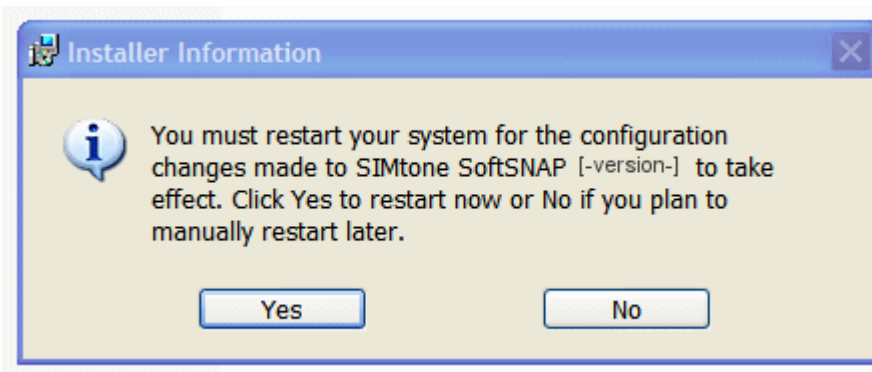 Installer Information
You must restart your system for the configuration
changes made to SIMtone SoftSNAP [-version-] to take
effect. Click Yes to restart now or No if you plan to
manually restart later.
Yes No